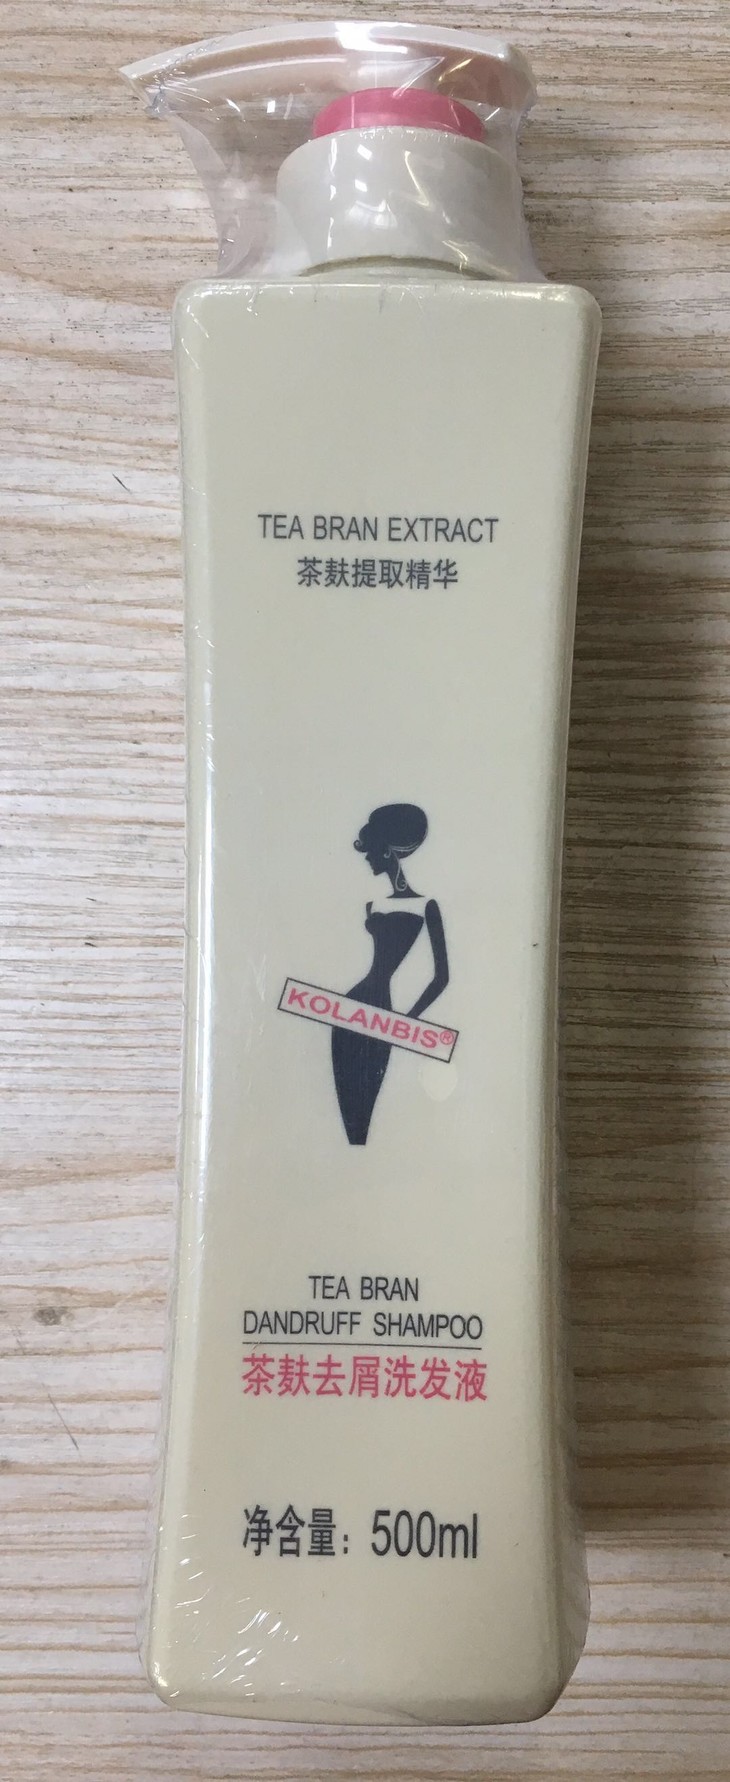 TEA BRAN EXTRACT
茶麸提取精华
KOLANBIS®
TEA BRAN
DANDRUFF SHAMPOO
茶麸去屑洗发液
净含量：500ml